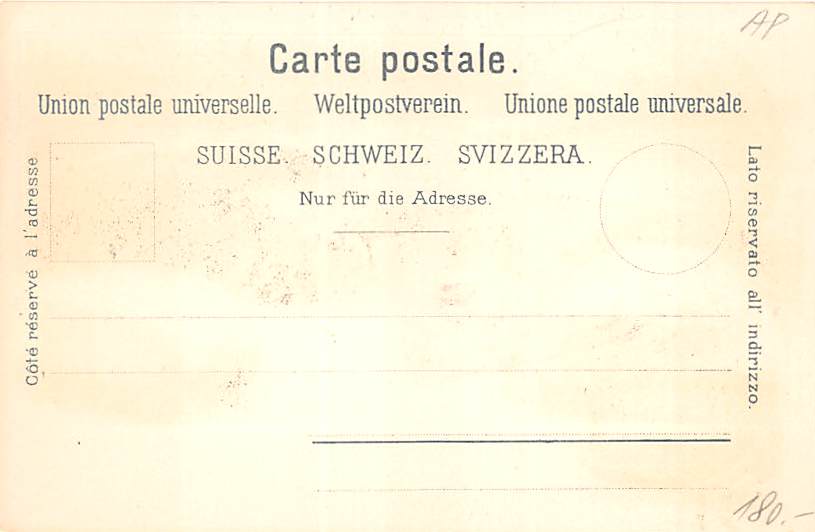 AP
Carte postale.
Union postale universelle. Weltpostverein. Unione postale universale.
SUISSE. SCHWEIZ. SVIZZERA.
Nur für die Adresse.
Côté réservé à l'adresse
Lato riservato all' indirizzo.
180.-